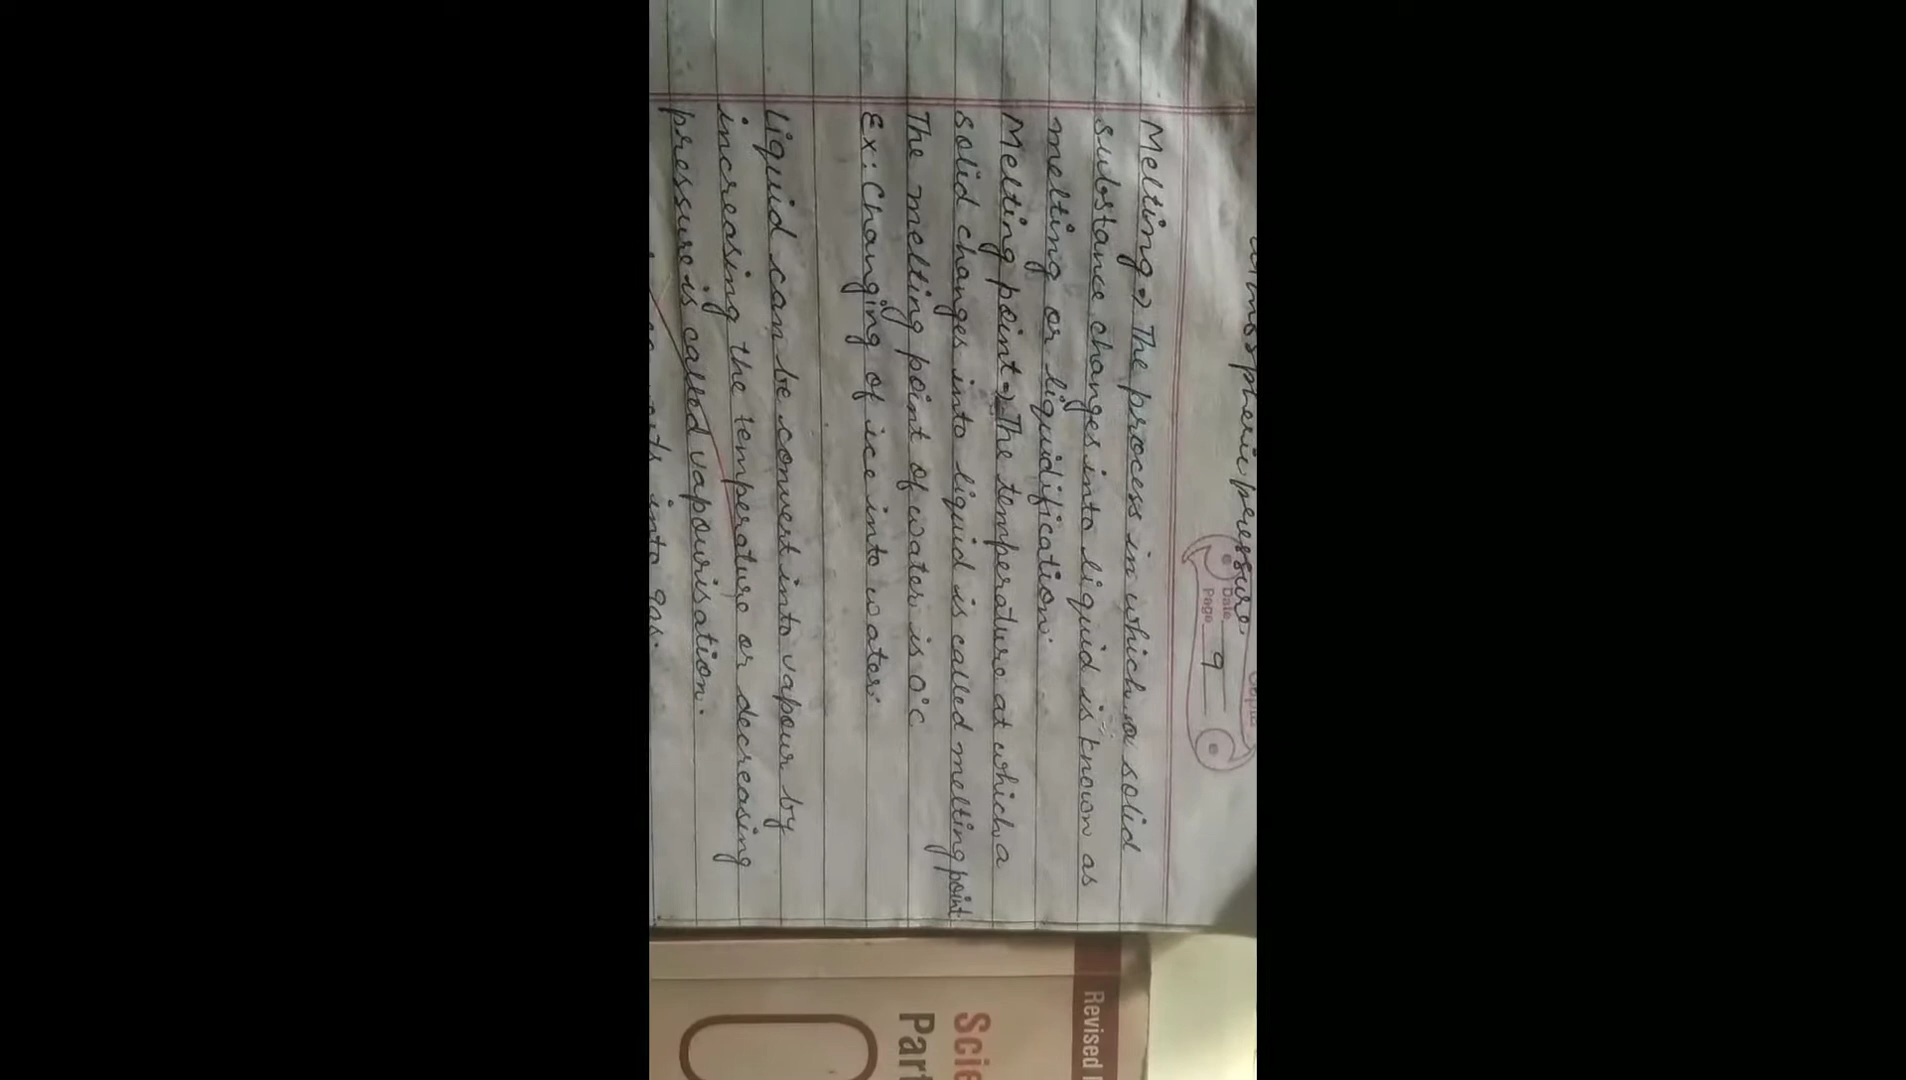 atmospheric pressure.
Date
Page 9
Melting → The process in which a solid
substance changes into liquid is known as
melting or liquidification.
Melting point → The temperature at which a
solid changes into liquid is called melting point
The melting point of water is 0°C
Ex: Changing of ice into water.
Liquid can be convert into vapour by
increasing the temperature or decreasing
pressure is called vapourisation.
into gas.
Revised
Scie
Part